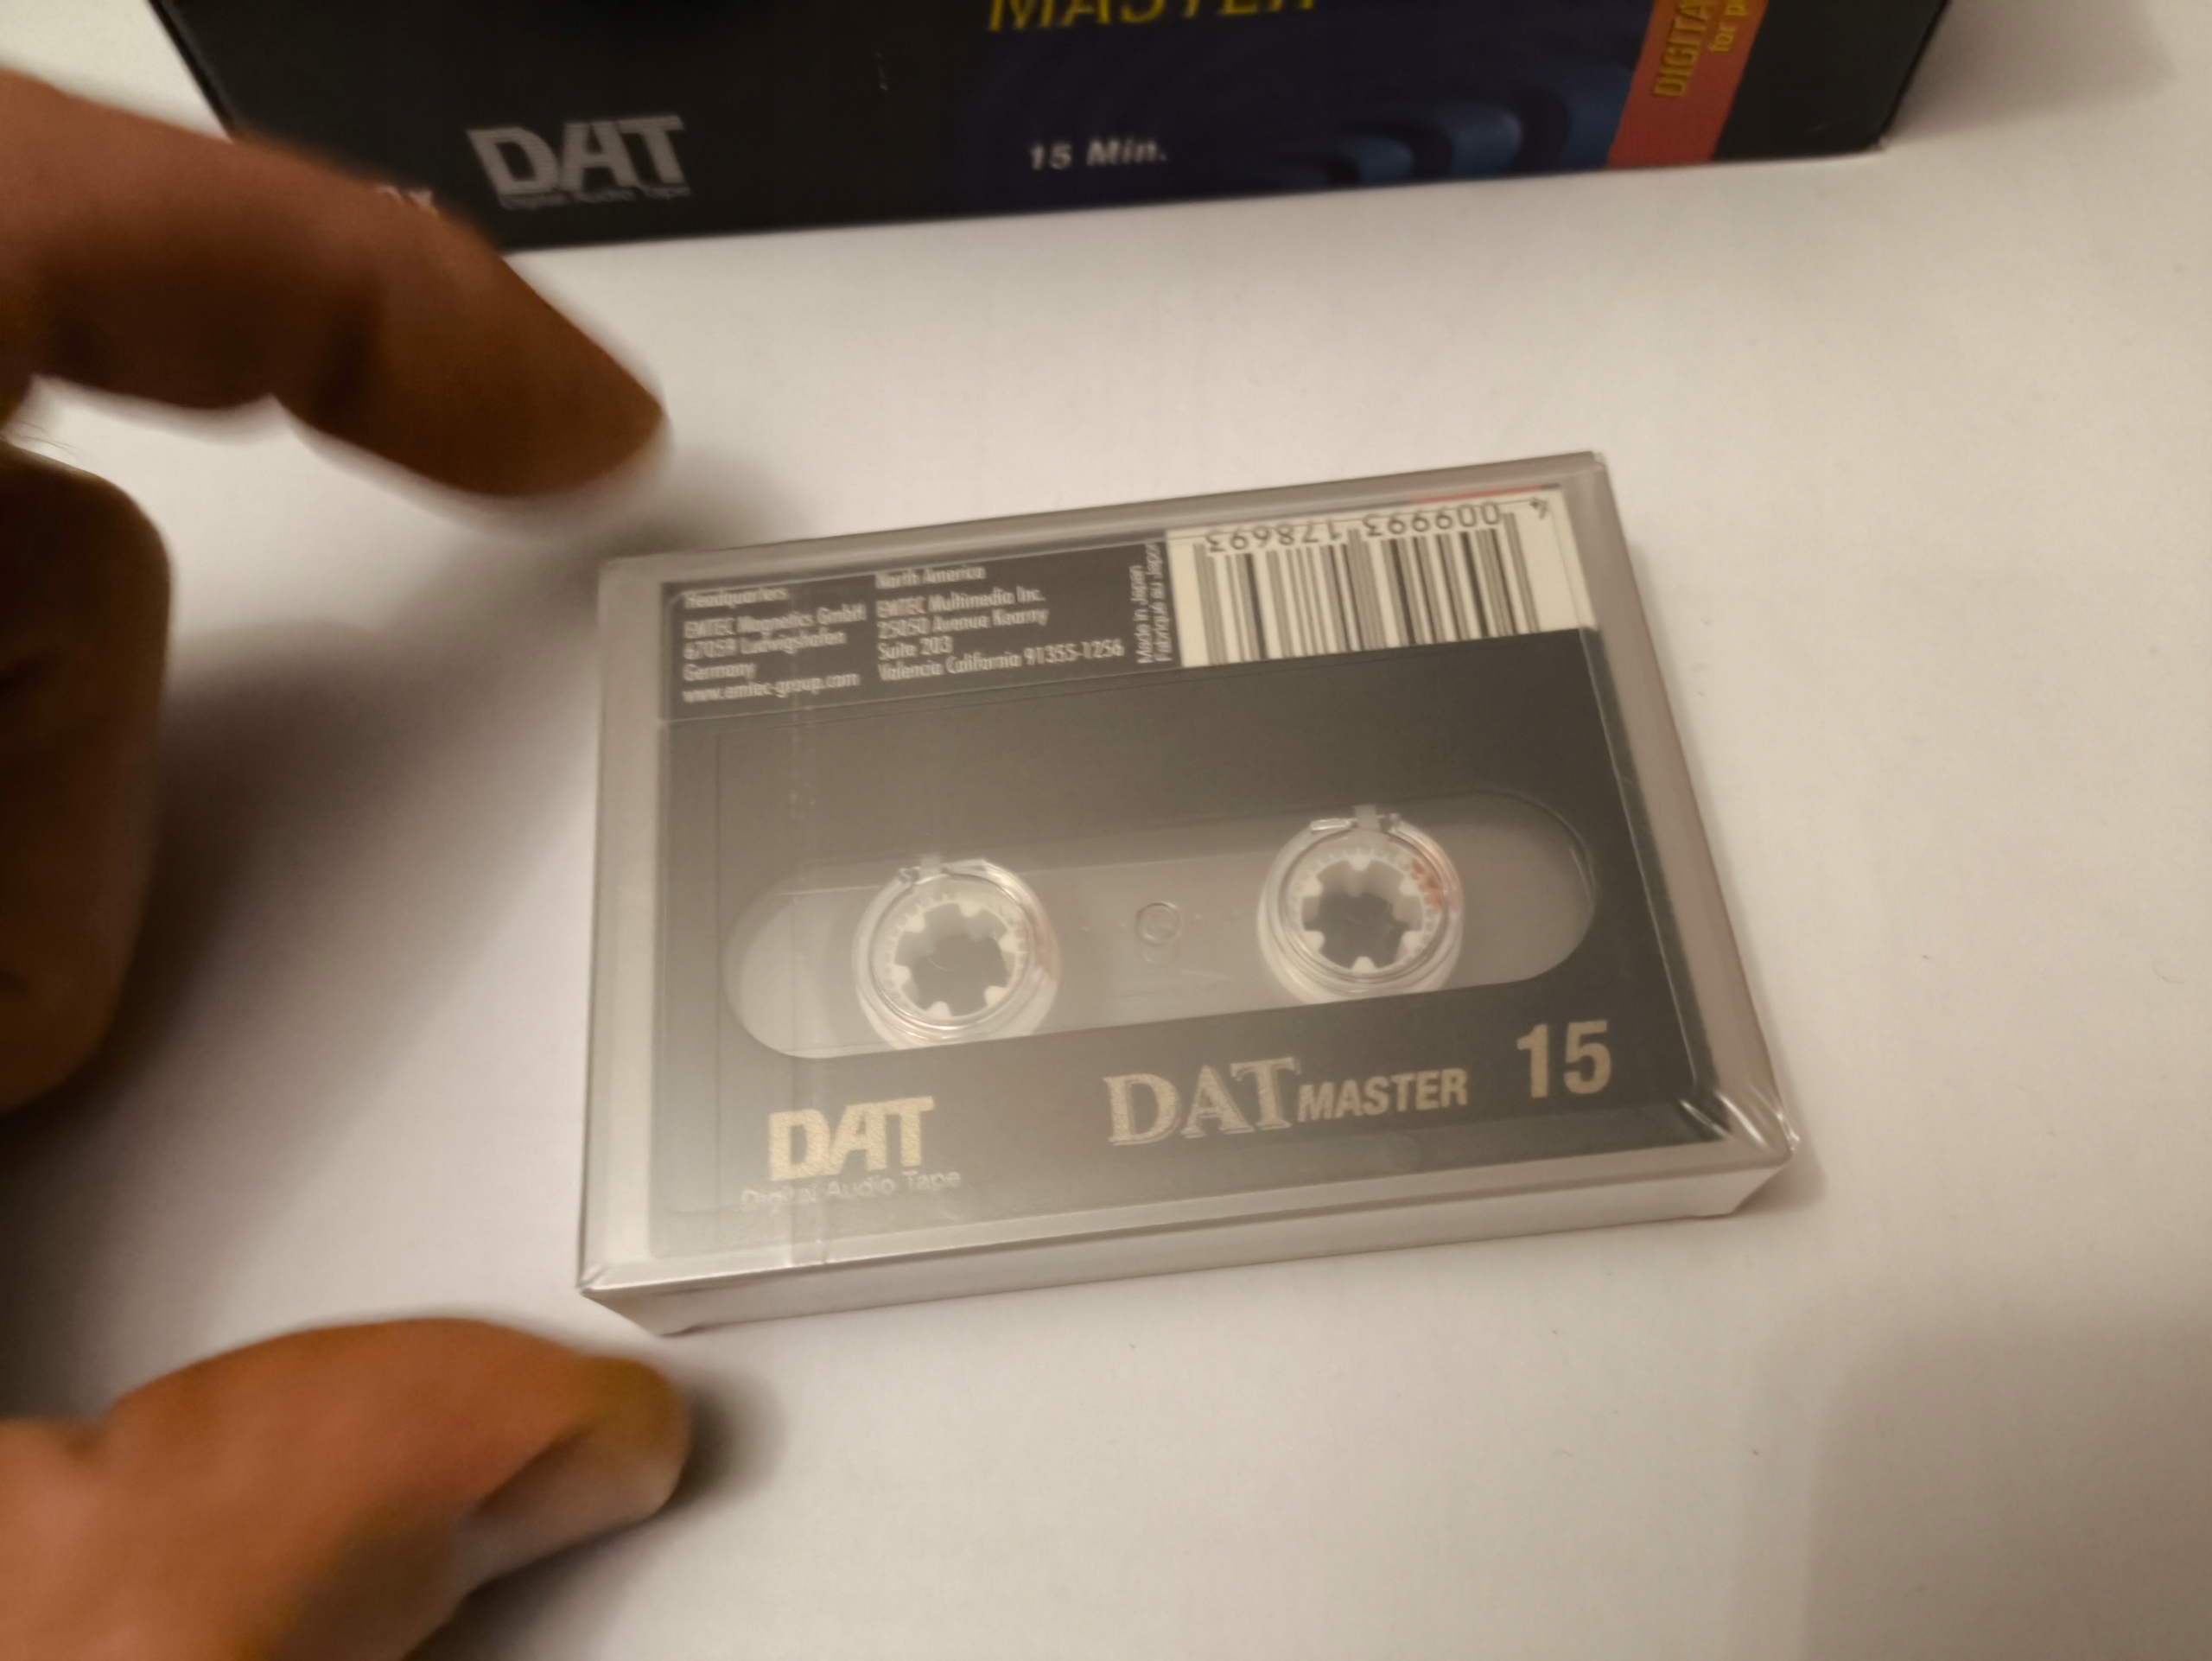 MASTER
DAT
Digital Audio Tape
15 Min.
DIGITA
for p
Headquarters
EMTEC Magnetics GmbH
67059 Ludwigshafen
Germany
www.emtec-group.com
North America
EMTEC Multimedia Inc.
25050 Avenue Kearny
Suite 203
Valencia California 91355-1256
Made in Japan
Fabriqué au Japon
4 009993 178693
DAT MASTER 15
DAT
Digital Audio Tape